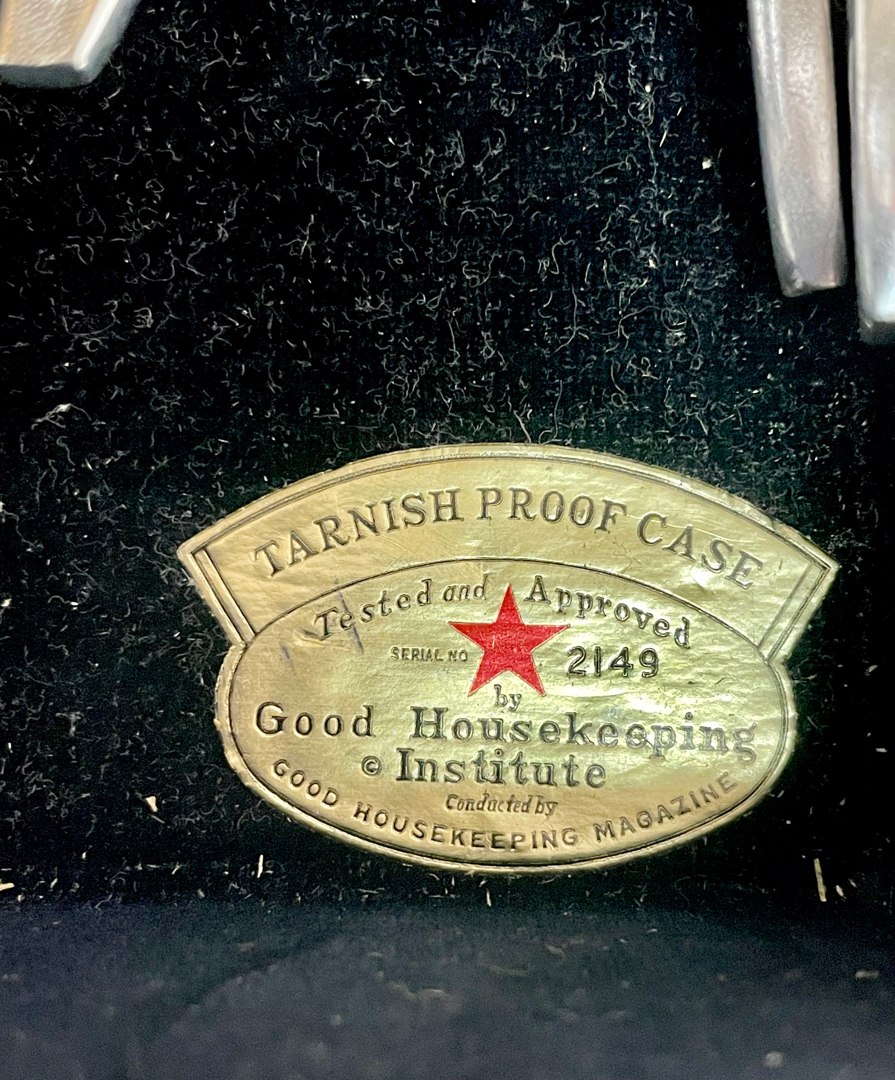 TARNISH PROOF CASE
Tested and Approved
SERIAL NO 2149
by
Good Housekeeping
© Institute
Conducted by
GOOD HOUSEKEEPING MAGAZINE